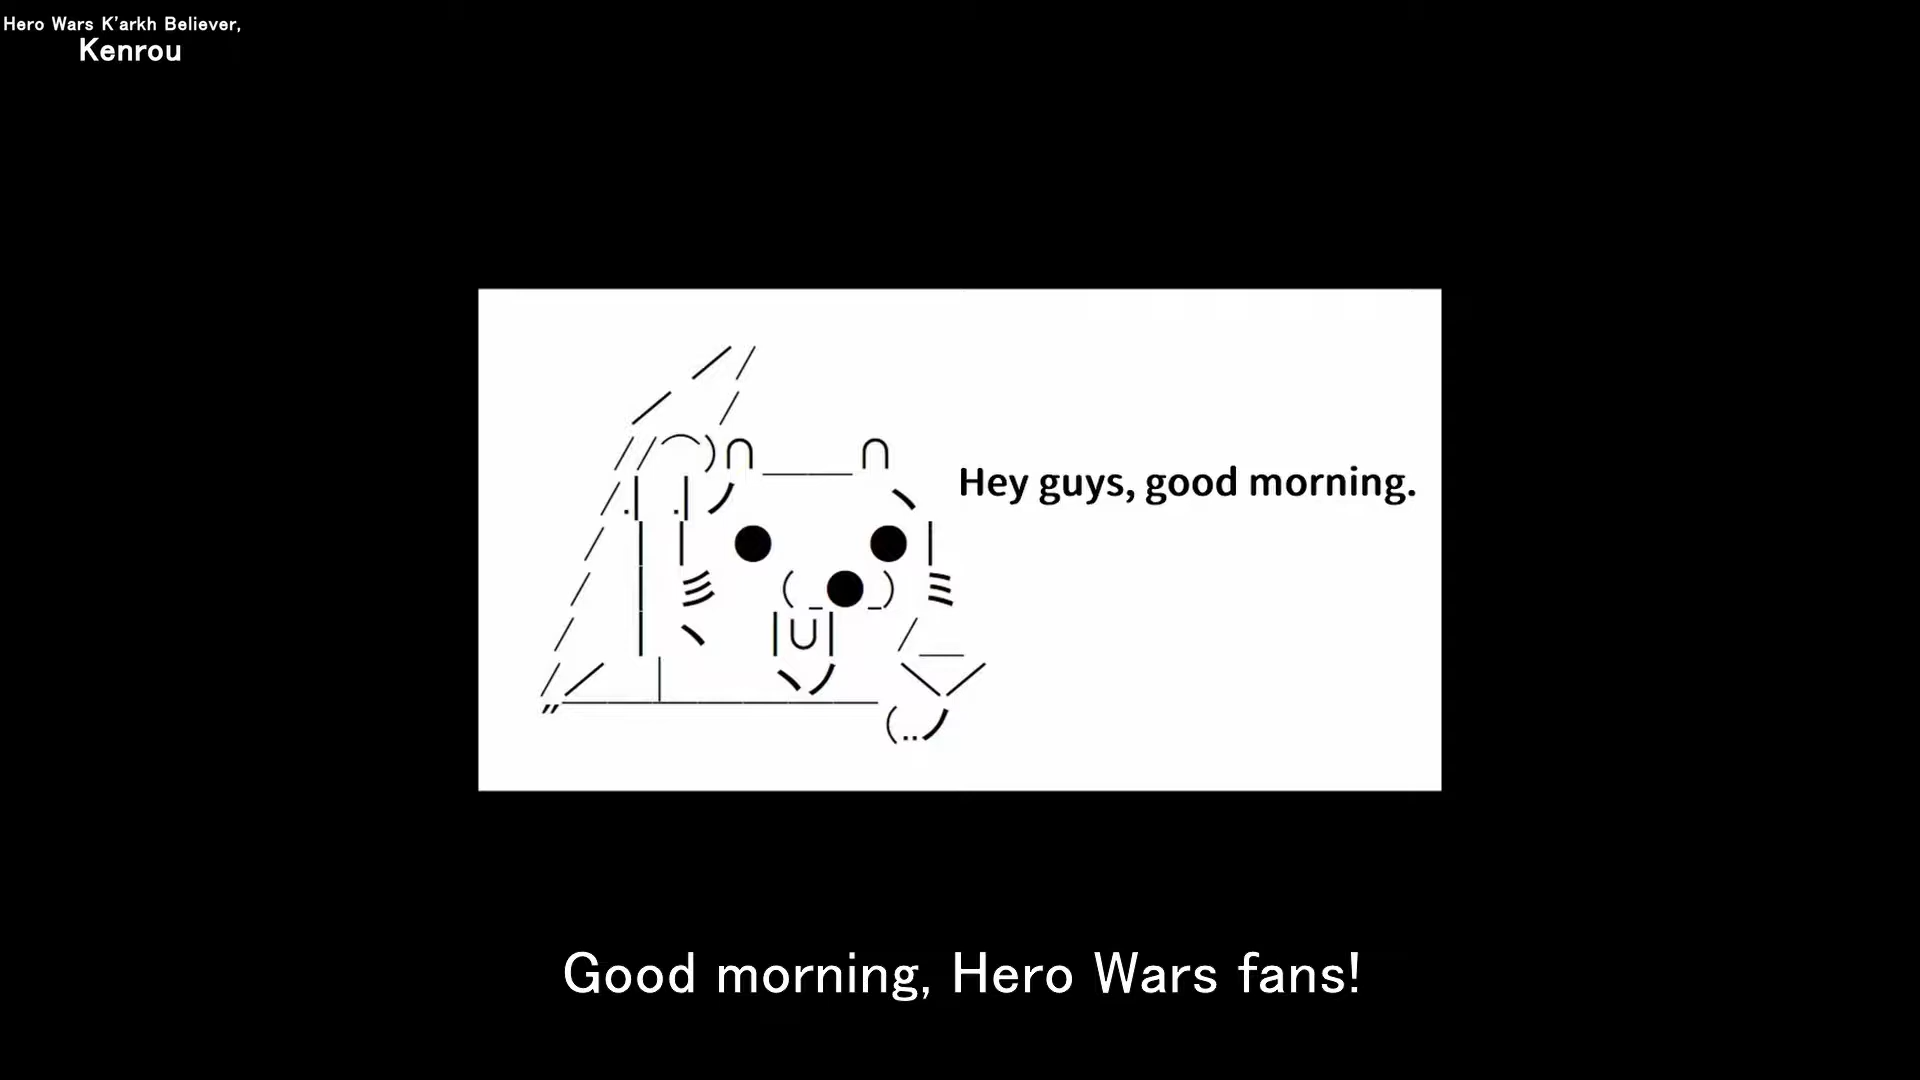 Hero Wars K'arkh Believer,
Kenrou
Hey guys, good morning.
Good morning, Hero Wars fans!